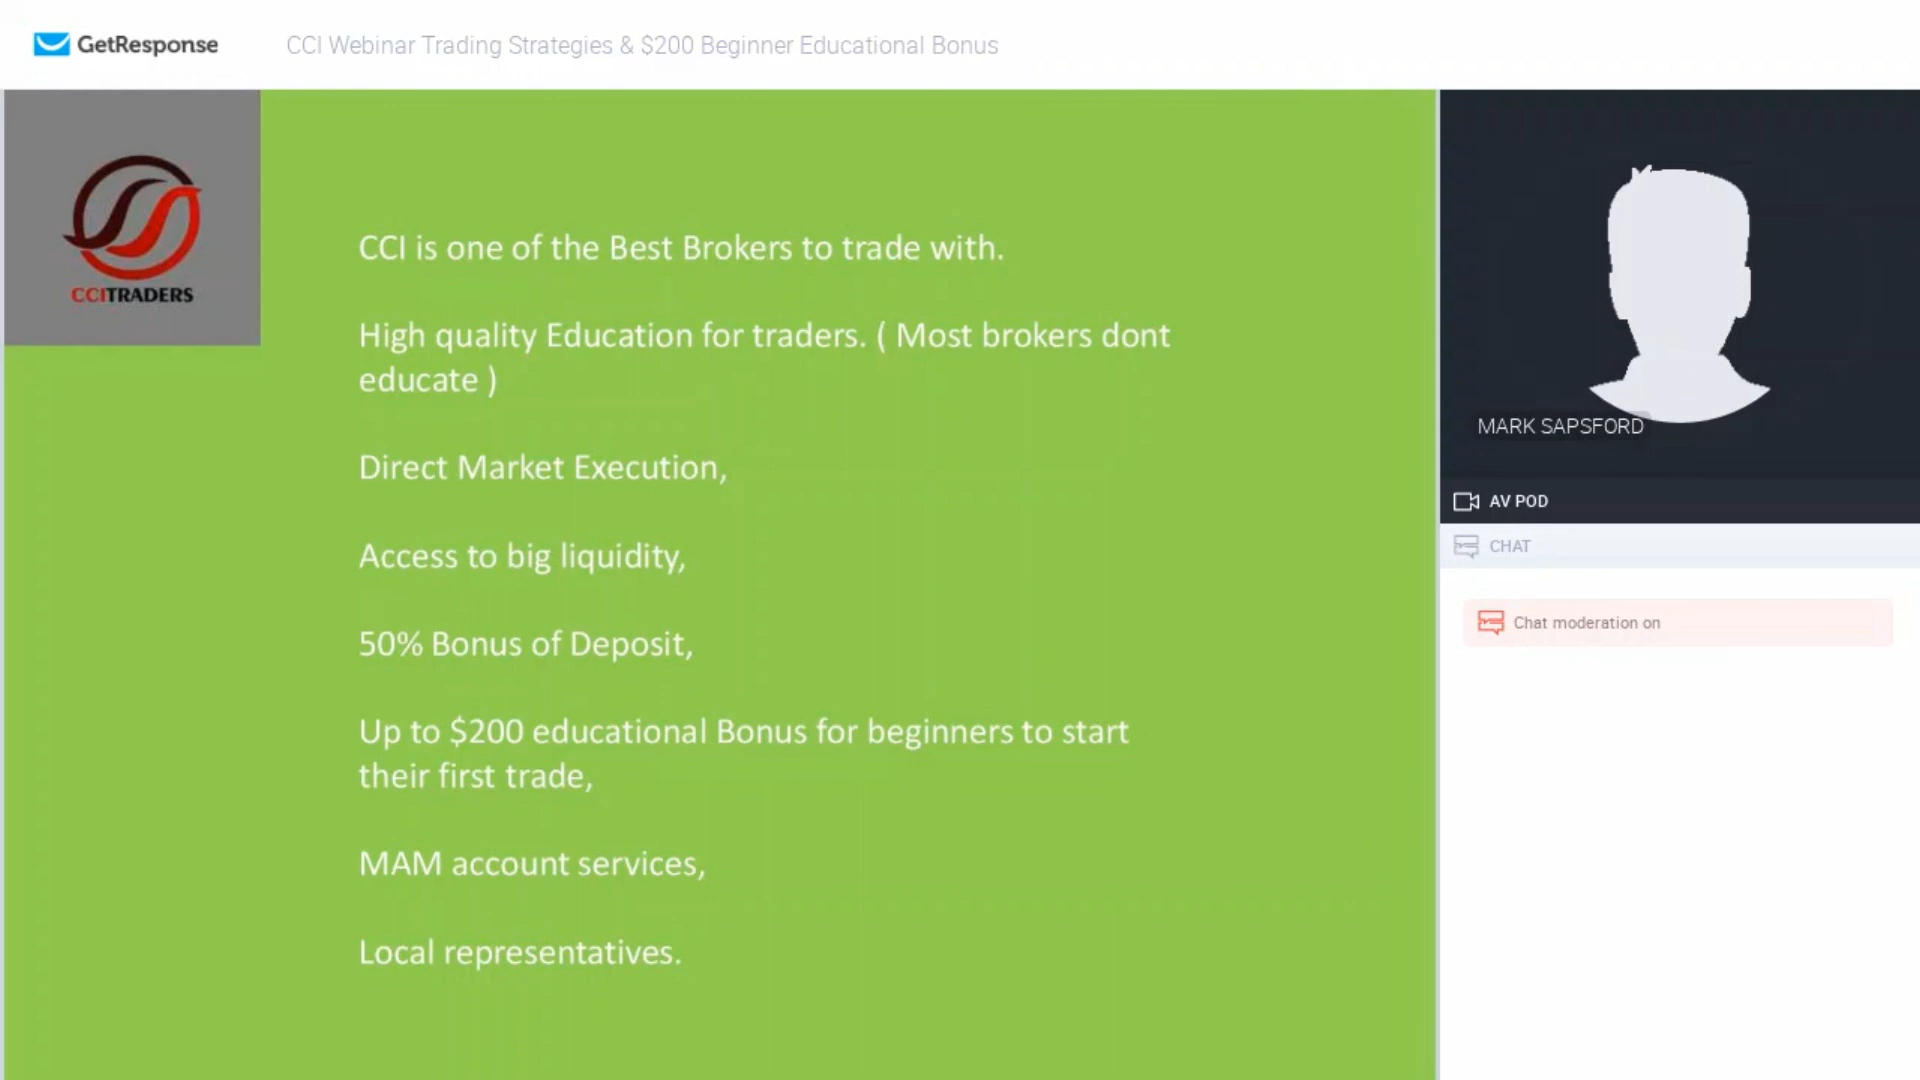 GetResponse
CCI Webinar Trading Strategies & $200 Beginner Educational Bonus
CCITRADERS
CCI is one of the Best Brokers to trade with.
High quality Education for traders. ( Most brokers dont
educate )
Direct Market Execution,
Access to big liquidity,
50% Bonus of Deposit,
Up to $200 educational Bonus for beginners to start
their first trade,
MAM account services,
Local representatives.
MARK SAPSFORD
AV POD
CHAT
Chat moderation on